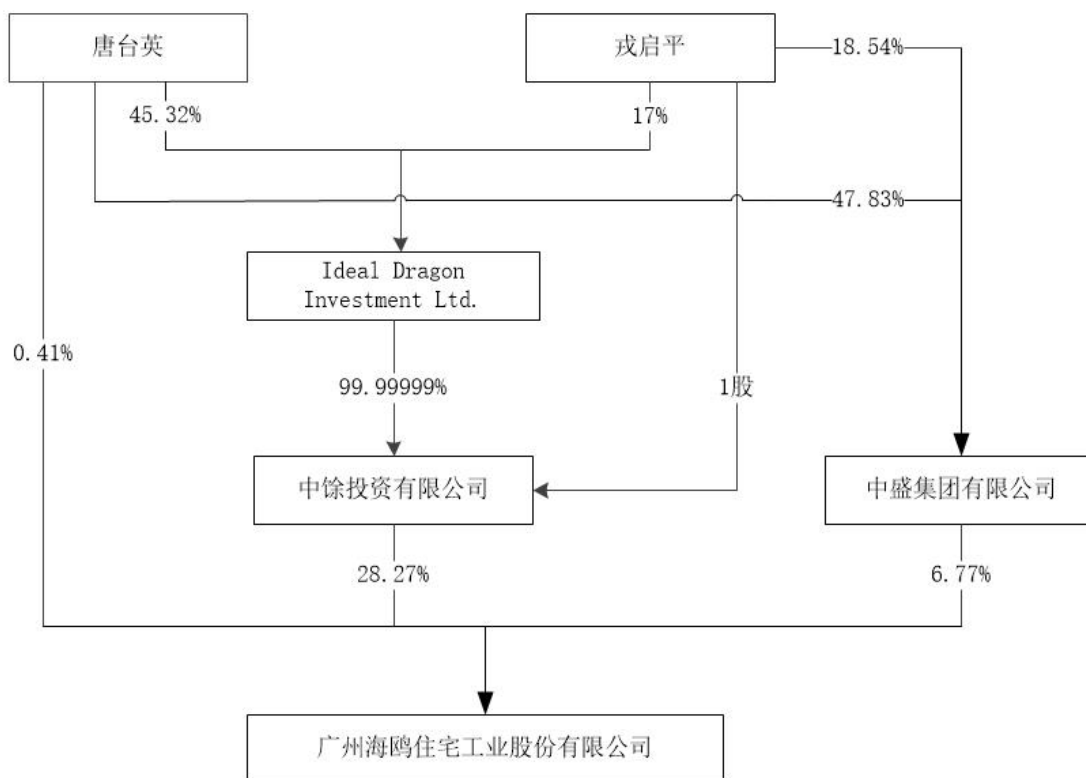 唐台英
戎启平
18.54%
45.32%
17%
47.83%
Ideal Dragon
Investment Ltd.
0.41%
99.99999%
1股
中馀投资有限公司
中盛集团有限公司
28.27%
6.77%
广州海鸥住宅工业股份有限公司